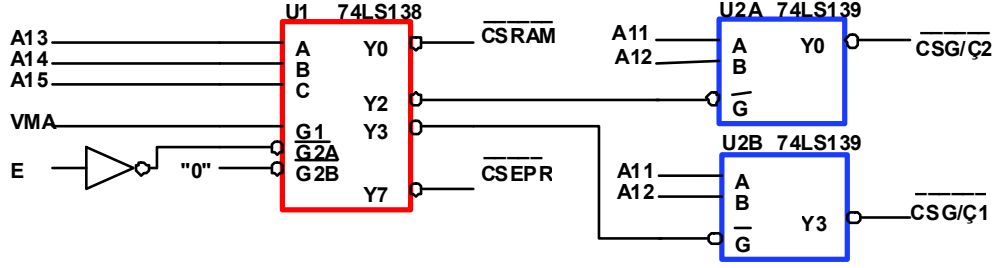 U1 74LS138
A13
A14
A15
VMA
E
"0"
A
B
C
G1
G2A
G2B
Y0
Y2
Y3
Y7
CSRAM
CSEPR
U2A 74LS139
A11
A12
A
B
G
Y0
CSG/Ç2
U2B 74LS139
A11
A12
A
B
G
Y3
CSG/Ç1